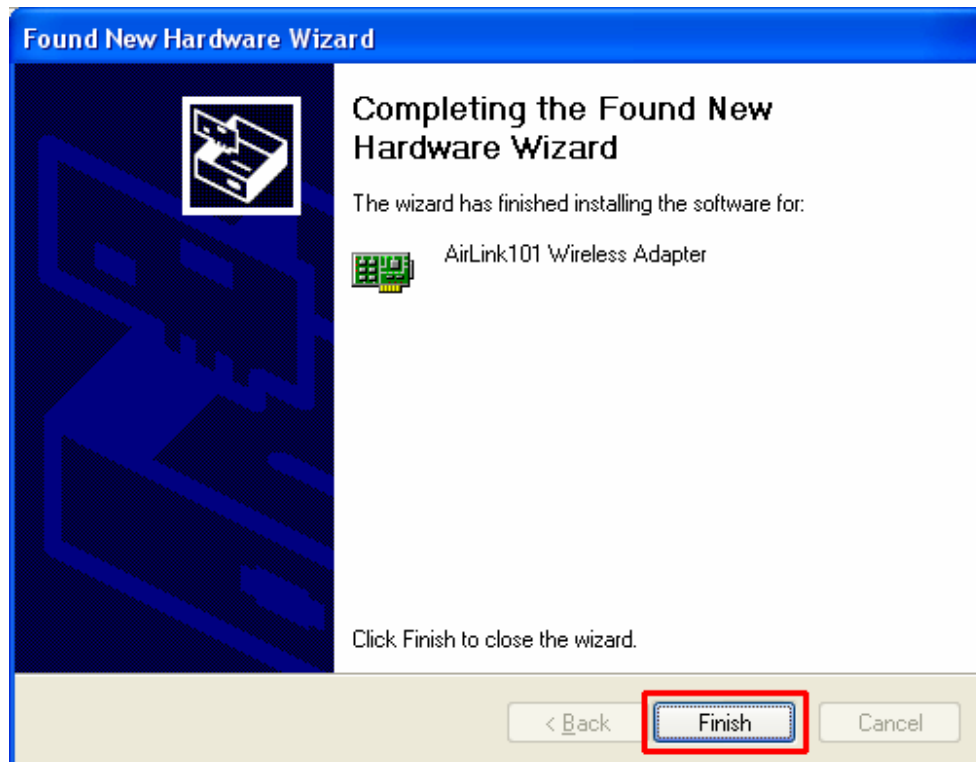 Found New Hardware Wizard
Completing the Found New
Hardware Wizard
The wizard has finished installing the software for:
AirLink101 Wireless Adapter
Click Finish to close the wizard.
< Back
Finish
Cancel